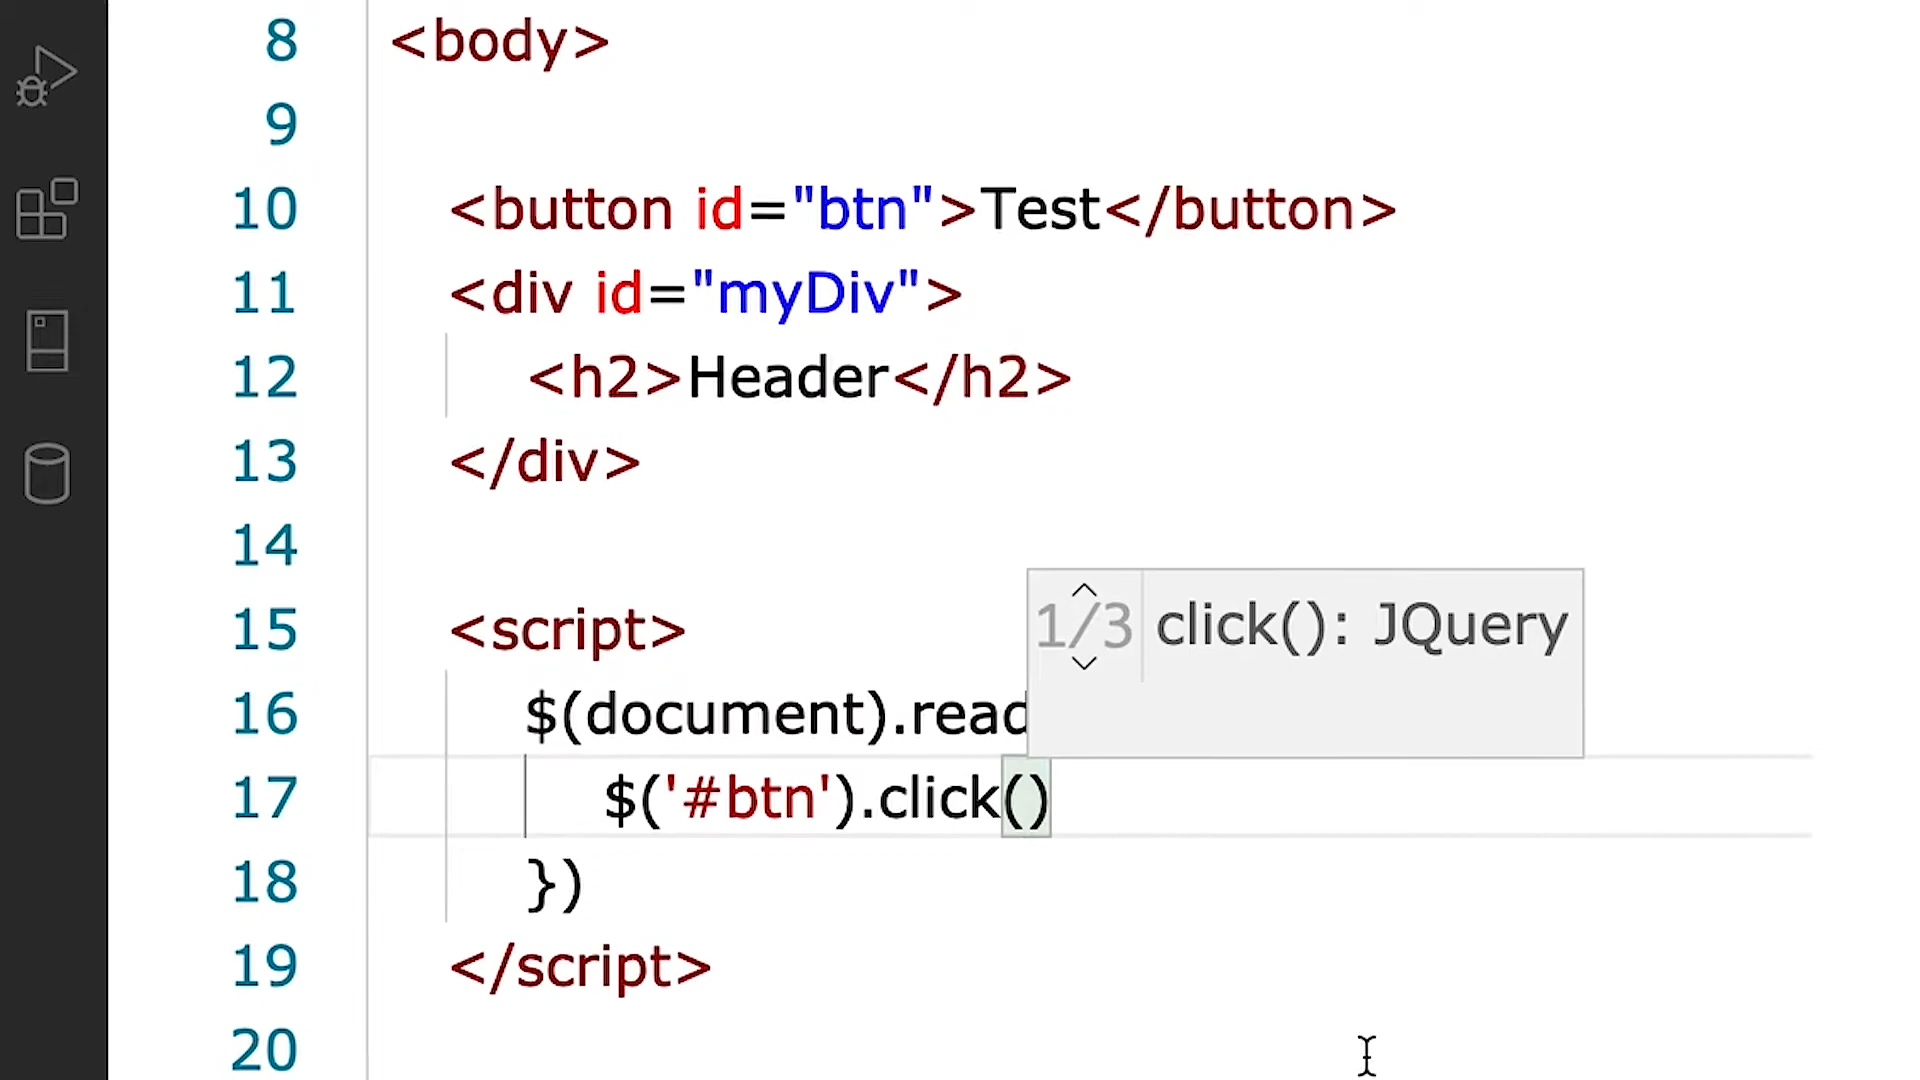 8 <body>
9
10 <button id="btn">Test</button>
11 <div id="myDiv">
12 <h2>Header</h2>
13 </div>
14
15 <script>
1/3 click(): JQuery
16 $(document).read
17 $('#btn').click()
18 })
19 </script>
20